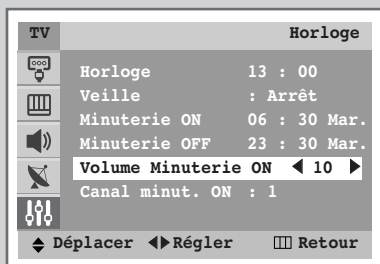 TV Horloge
Horloge 13 : 00
Veille : Arrêt
Minuterie ON 06 : 30 Mar.
Minuterie OFF 23 : 30 Mar.
Volume Minuterie ON ◀ 10 ▶
Canal minut. ON : 1
Déplacer ◀▶Régler Retour